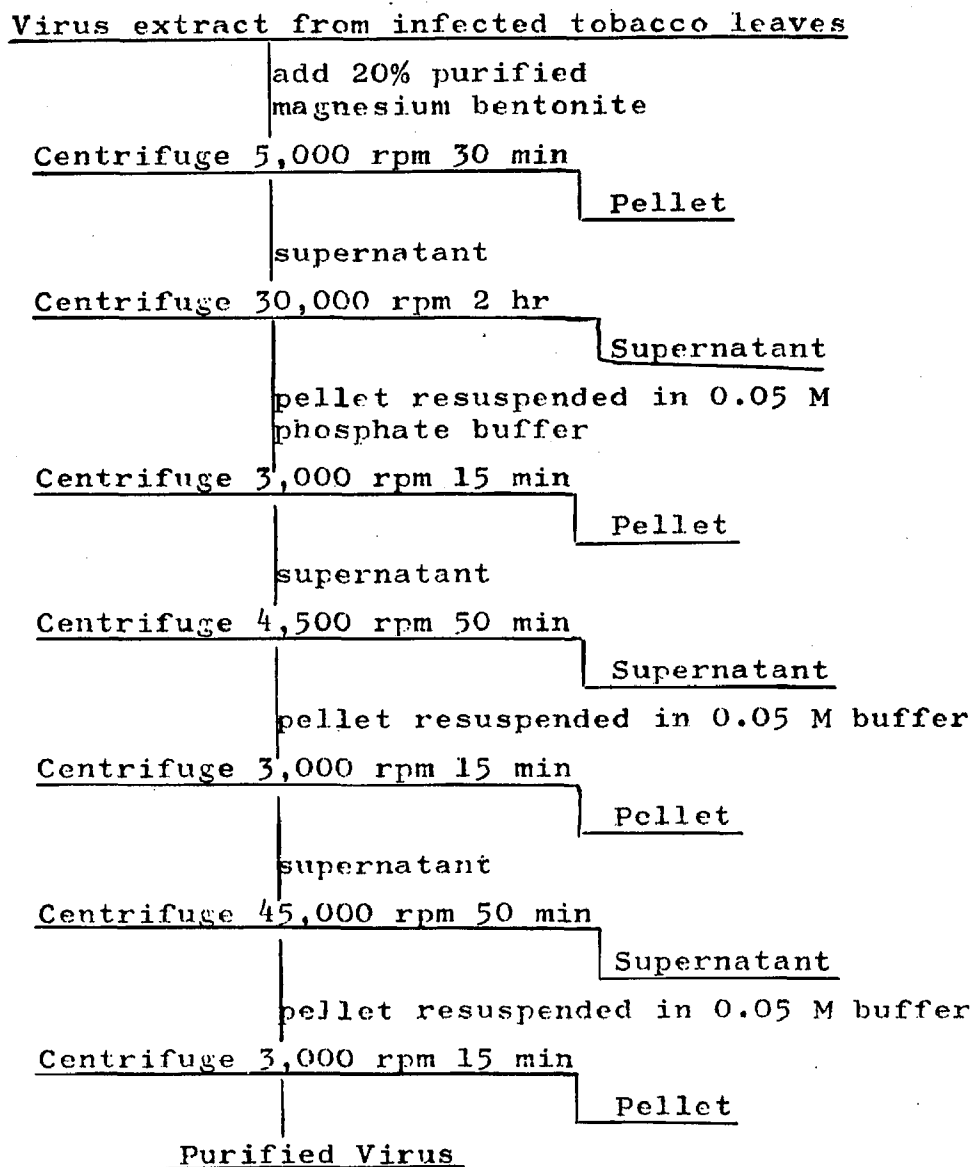 Virus extract from infected tobacco leaves
add 20% purified
magnesium bentonite
Centrifuge 5,000 rpm 30 min
Pellet
supernatant
Centrifuge 30,000 rpm 2 hr
Supernatant
pellet resuspended in 0.05 M
phosphate buffer
Centrifuge 3,000 rpm 15 min
Pellet
supernatant
Centrifuge 4,500 rpm 50 min
Supernatant
pellet resuspended in 0.05 M buffer
Centrifuge 3,000 rpm 15 min
Pellet
supernatant
Centrifuge 45,000 rpm 50 min
Supernatant
pellet resuspended in 0.05 M buffer
Centrifuge 3,000 rpm 15 min
Pellet
Purified Virus